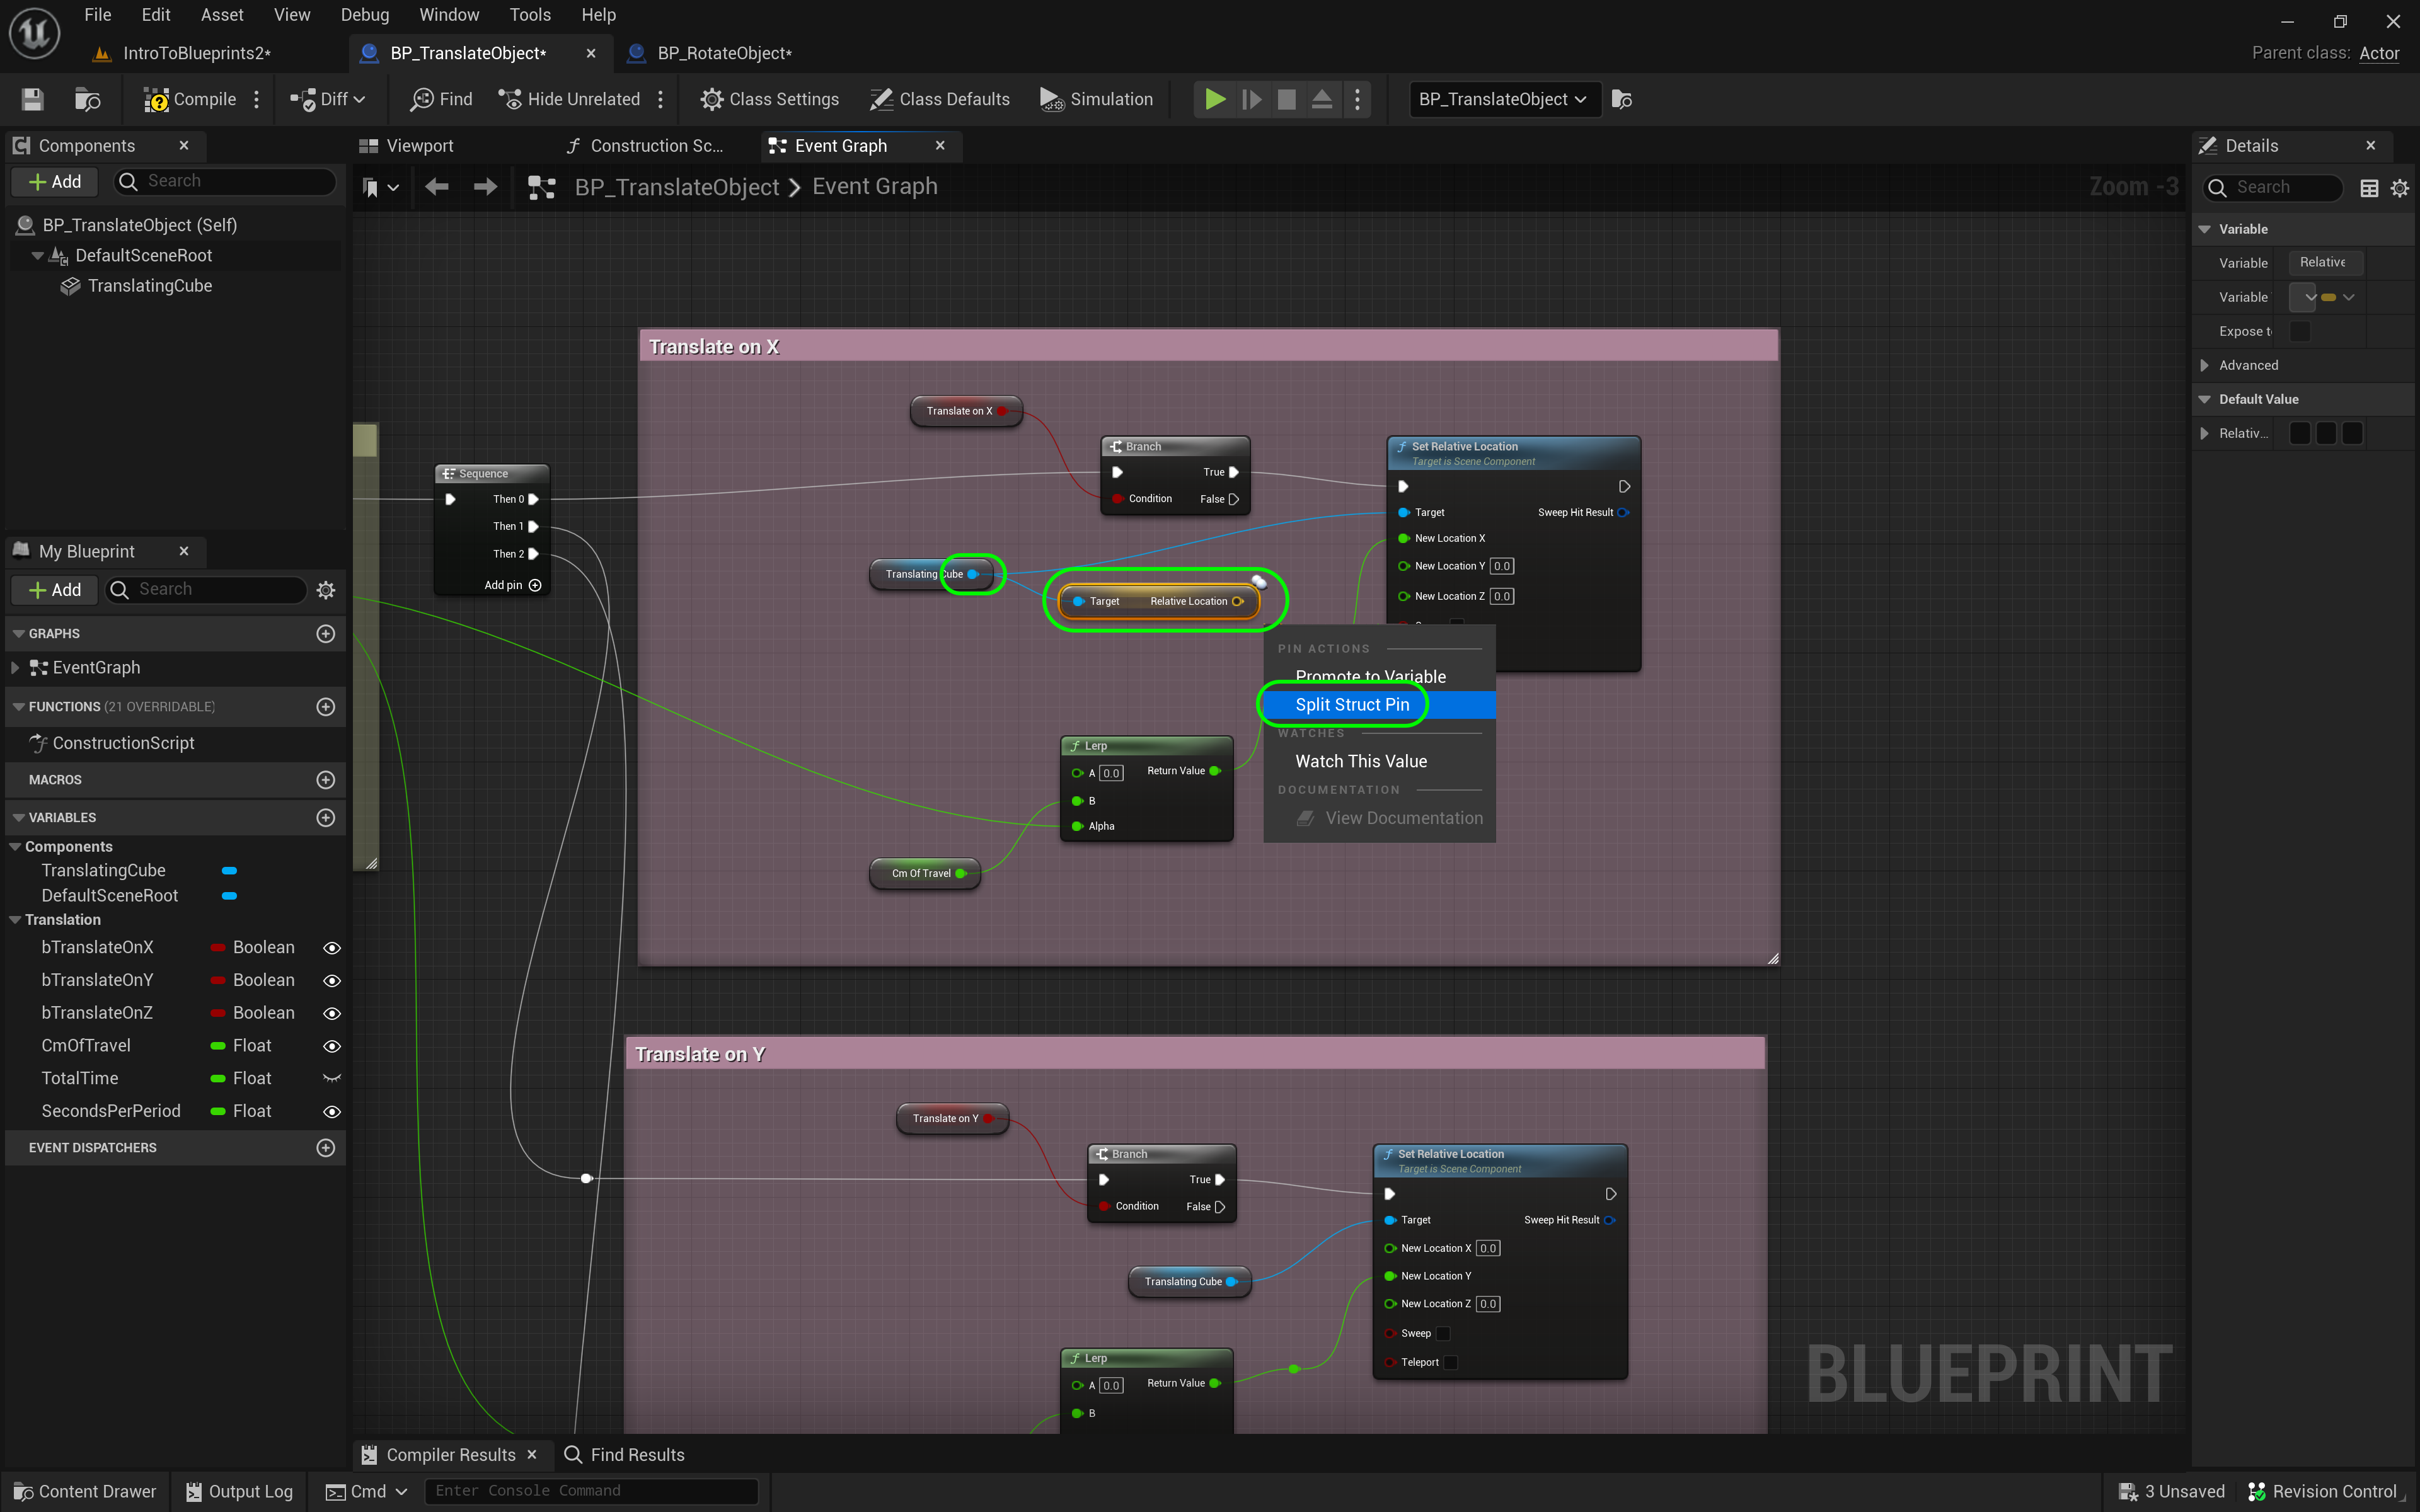 File Edit Asset View Debug Window Tools Help
IntroToBlueprints2* BP_TranslateObject* BP_RotateObject* Parent class: Actor
Compile Diff Find Hide Unrelated Class Settings Class Defaults Simulation BP_TranslateObject
Components
Add Search
BP_TranslateObject (Self)
DefaultSceneRoot
TranslatingCube
My Blueprint
Add Search
GRAPHS
EventGraph
FUNCTIONS (21 OVERRIDABLE)
ConstructionScript
MACROS
VARIABLES
Components
TranslatingCube
DefaultSceneRoot
Translation
bTranslateOnX Boolean
bTranslateOnY Boolean
bTranslateOnZ Boolean
CmOfTravel Float
TotalTime Float
SecondsPerPeriod Float
EVENT DISPATCHERS
Viewport Construction Sc... Event Graph
BP_TranslateObject Event Graph Zoom -3
Sequence
Then 0
Then 1
Then 2
Add pin
Translate on X
Translate on X
Branch
True
Condition False
Set Relative Location
Target is Scene Component
Target Sweep Hit Result
New Location X
New Location Y 0.0
New Location Z 0.0
Translating Cube
Target Relative Location
PIN ACTIONS
Promote to Variable
Split Struct Pin
WATCHES
Watch This Value
DOCUMENTATION
View Documentation
Lerp
A 0.0 Return Value
B
Alpha
Cm Of Travel
Translate on Y
Translate on Y
Branch
True
Condition False
Set Relative Location
Target is Scene Component
Target Sweep Hit Result
New Location X 0.0
New Location Y
New Location Z 0.0
Sweep
Teleport
Translating Cube
Lerp
A 0.0 Return Value
B
BLUEPRINT
Details
Search
Variable
Variable Relative
Variable
Expose t
Advanced
Default Value
Relativ...
Compiler Results Find Results
Content Drawer Output Log Cmd Enter Console Command 3 Unsaved Revision Control